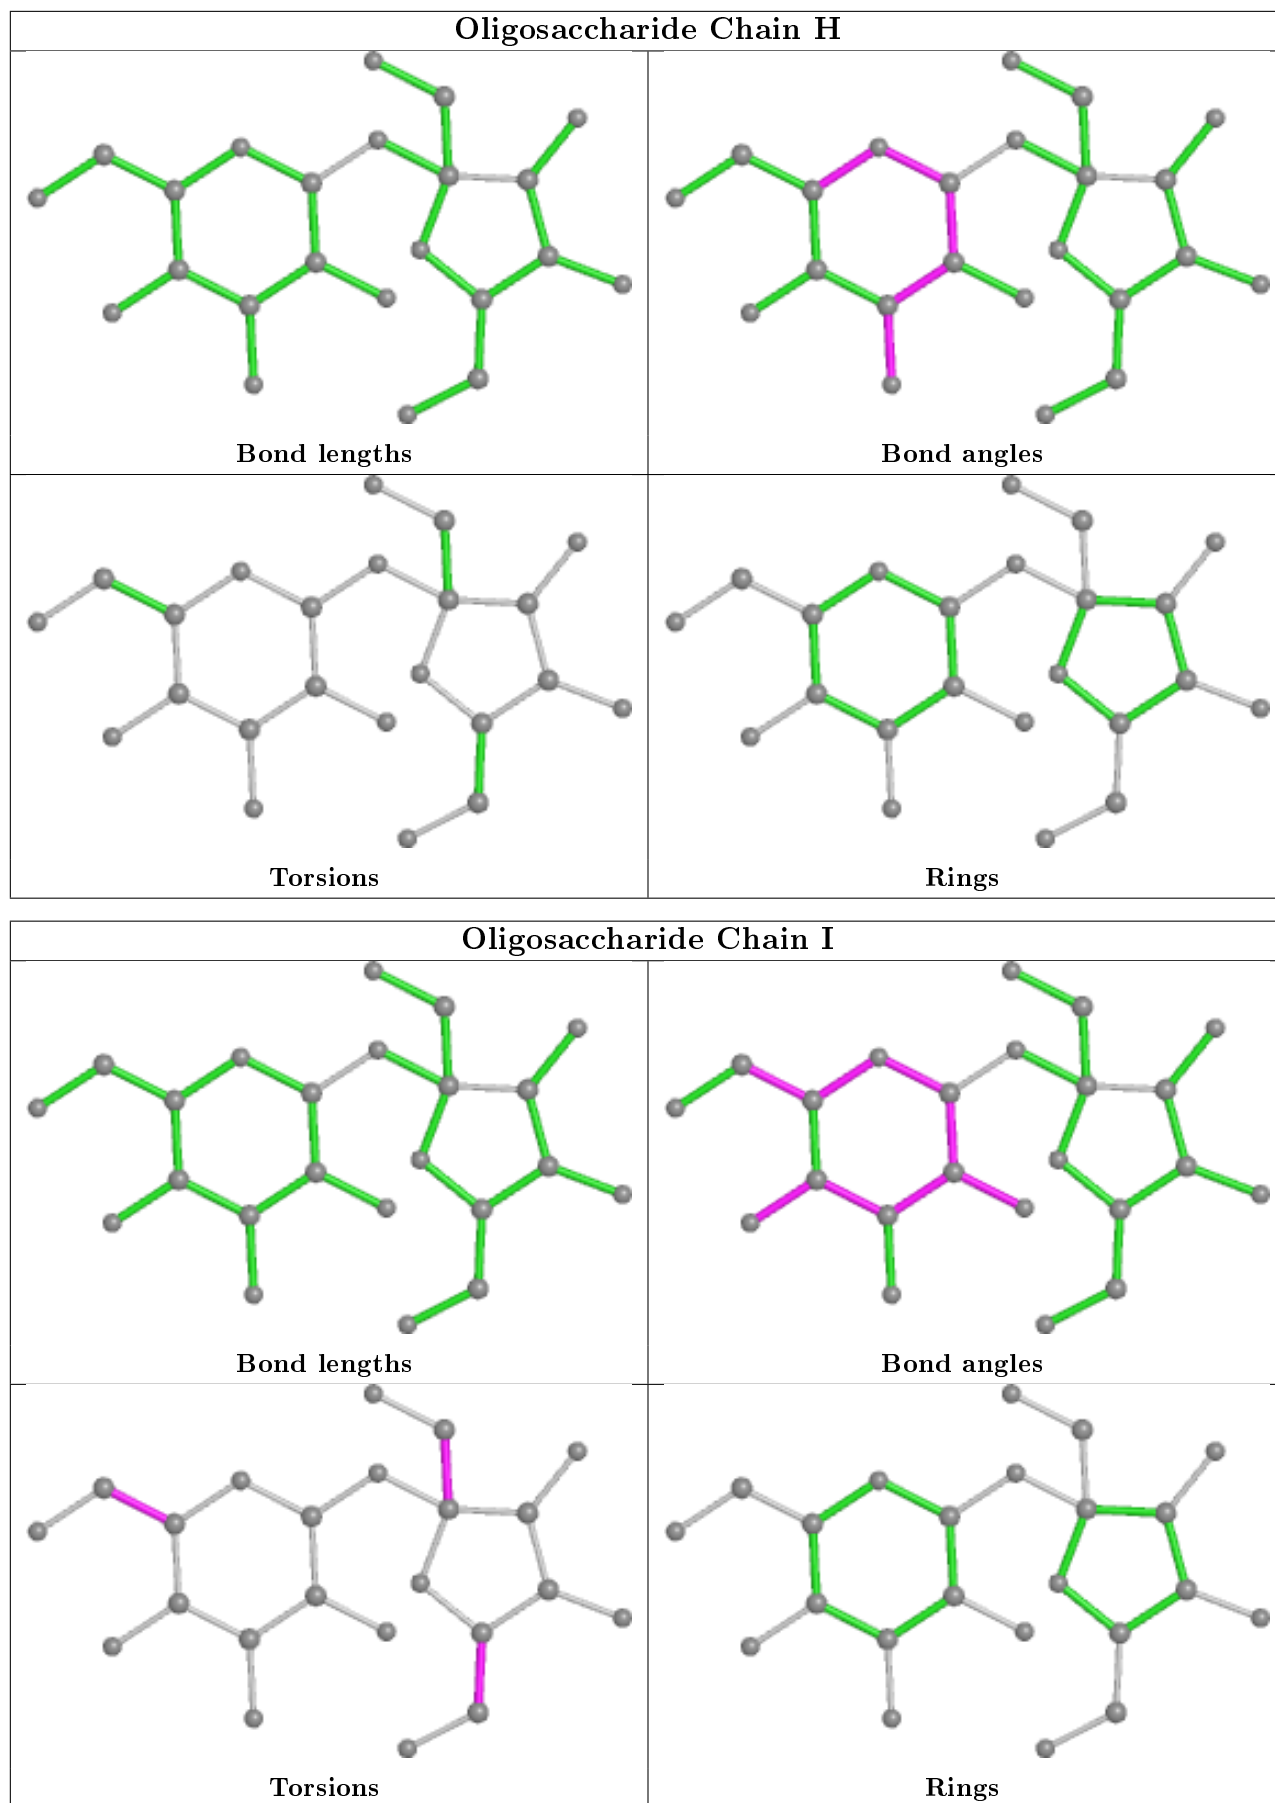 Oligosaccharide Chain H
Bond lengths
Bond angles
Torsions
Rings
Oligosaccharide Chain I
Bond lengths
Bond angles
Torsions
Rings